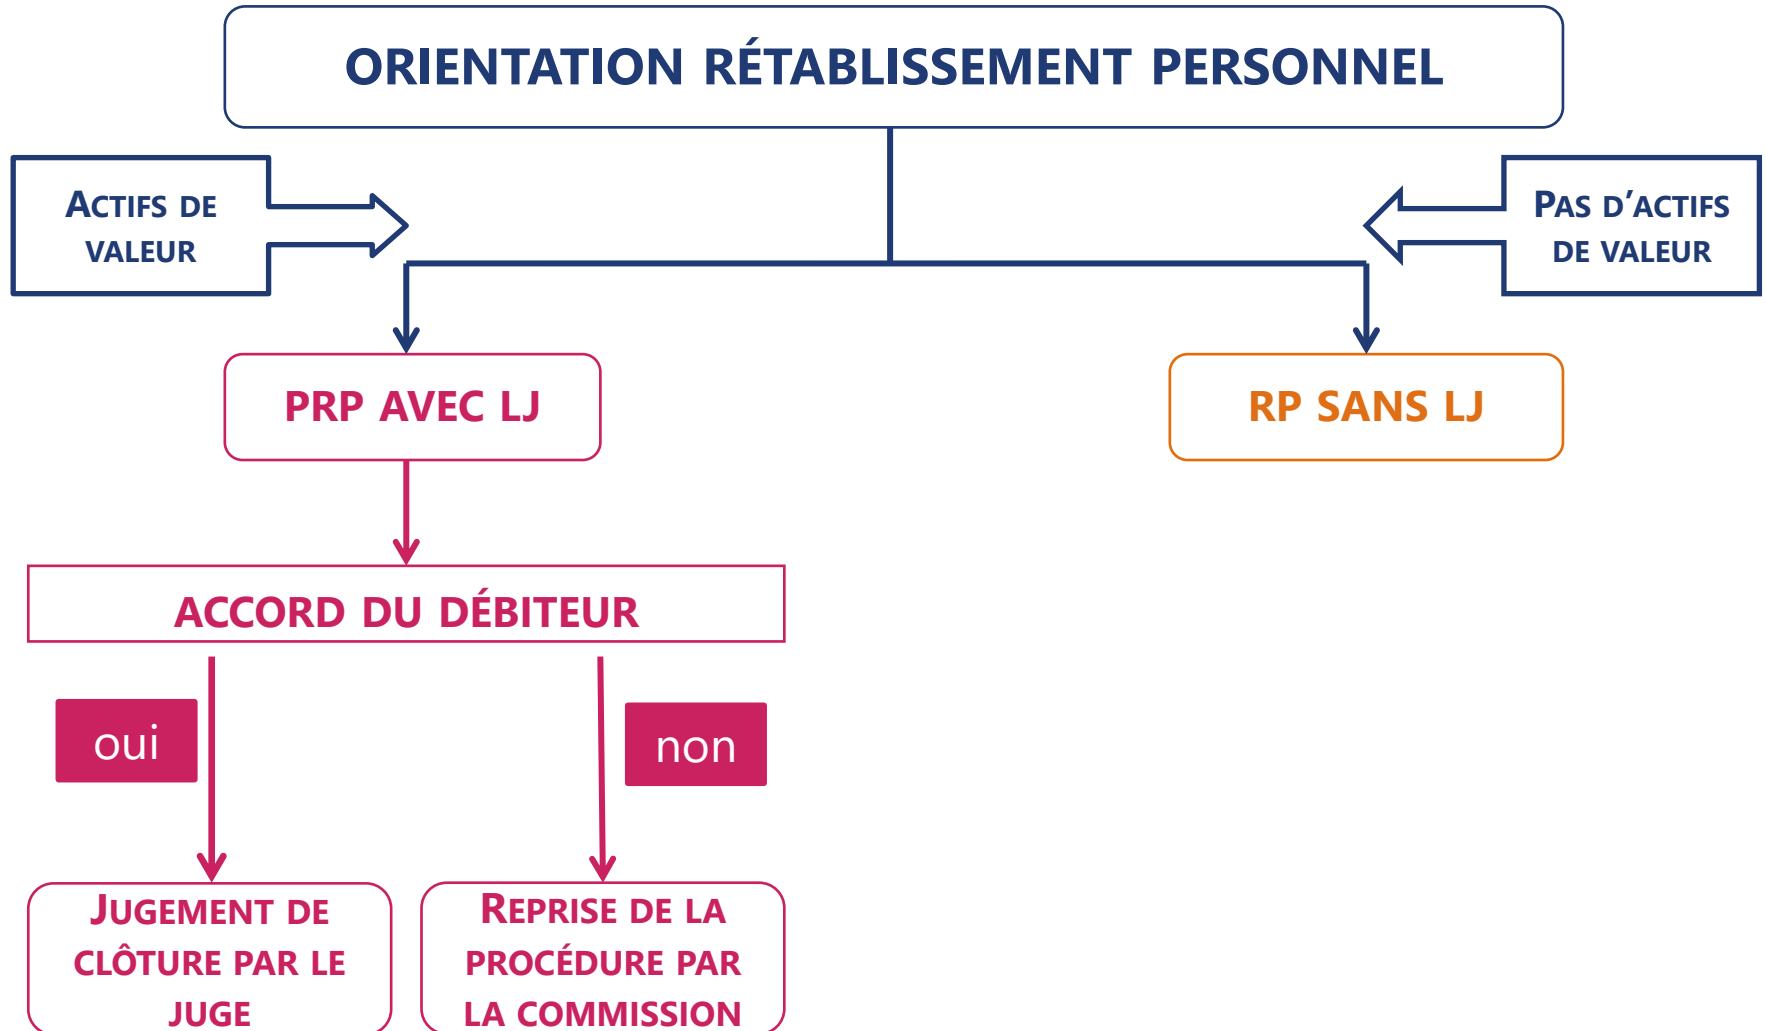 ORIENTATION RÉTABLISSEMENT PERSONNEL
ACTIFS DE
VALEUR
PAS D’ACTIFS
DE VALEUR
PRP AVEC LJ
RP SANS LJ
ACCORD DU DÉBITEUR
oui
non
JUGEMENT DE
CLÔTURE PAR LE
JUGE
REPRISE DE LA
PROCÉDURE PAR
LA COMMISSION